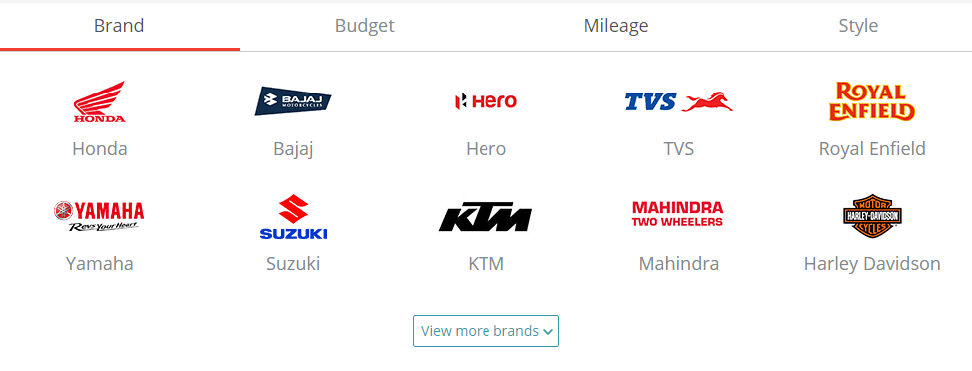 Brand Budget Mileage Style
HONDA
BAJAJ
MOTORCYCLES
Hero
TVS
ROYAL
ENFIELD
Honda Bajaj Hero TVS Royal Enfield
YAMAHA
Revs Your Heart
SUZUKI
KTM
MAHINDRA
TWO WHEELERS
MOTOR
HARLEY-DAVIDSON
CYCLES
Yamaha Suzuki KTM Mahindra Harley Davidson
View more brands